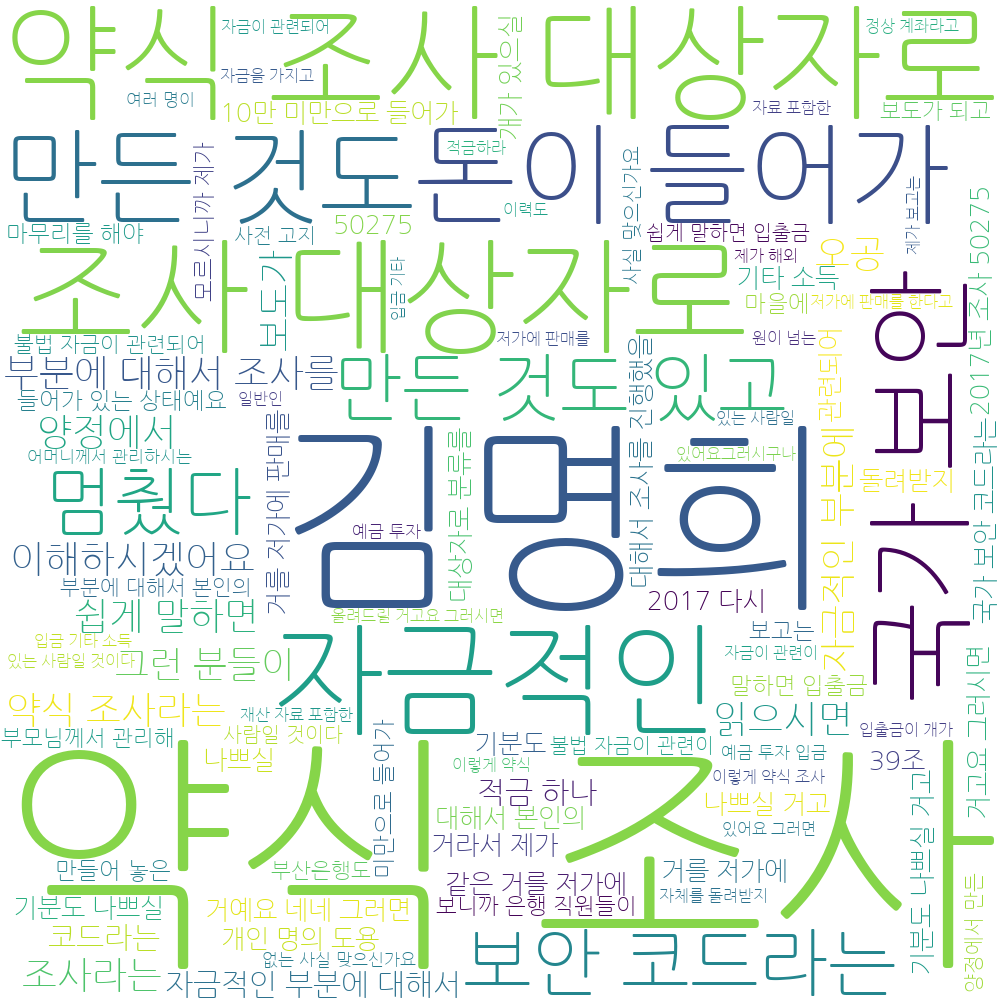 약식 조사 대상자로
자금이 관련되어
자금을 가지고
여러 명이
10만 미만으로 들어가
개가 있으실
정상 계좌라고
자료 포함한
보도가 되고
만든 것도
돈이 들어가
적금하라
이력도
모르시니까 제가
마무리를 해야
사전 고지
50275
사실 맞으신가요
쉽게 말하면 입출금
제가 보고는
제가 해외
기타 소득
우정
마을에
저가에 판매를 한다고
조사 대상자로
보도가
입금 기타
저가에 판매를
원이 넘는
국가 보안
국가 보안 코드라는 2017년 조사 50275
불법 자금이 관련되어
부분에 대해서 조사를
들어가 있는 상태예요
일반인
만든 것도 있고
있는 사람일
있어요그러시구나
양정에서
어머니께서 관리하시는
멈췄다
거를 저가에 판매를
예금 투자
대상자로 분류를
대해서 조사를 진행했을
김명희
자금적인 부분에 관련되어
돌려받지
이해하시겠어요
부분에 대해서 본인의
쉽게 말하면
올려드릴 거고요 그러시면
2017 다시
입금 기타 소득
있는 사람일 것이다
그런 분들이
자금적인
보고는
자금이 관련이
말하면 입출금
약식 조사라는
재산 자료 포함한
읽으시면
부모님께서 관리해
사람일 것이다
나쁘실
미만으로 들어가
기분도
불법 자금이 관련이
예금 투자 입금
입출금이 개가
39조
이렇게 약식
이렇게 약식 조사
적금 하나
나쁘실 거고
대해서 본인의
있어요 그러면
거고요 그러시면
기분도 나쁘실 거고
약식 조사
거라서 제가
만들어 놓은
부산은행도
같은 거를 저가에
거를 저가에
자체를 돌려받지
기분도 나쁘실
거예요 네네 그러면
보니까 은행 직원들이
코드라는
개인 명의 도용
없는 사실 맞으신가요
보안 코드라는
조사라는
자금적인 부분에 대해서
양정에서 만든